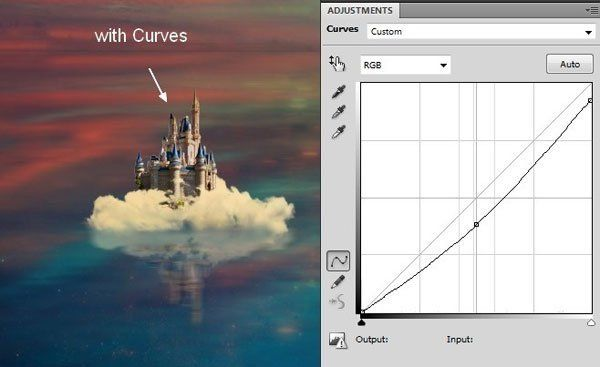 with Curves
ADJUSTMENTS
Curves
Custom
RGB
Auto
Output:
Input: